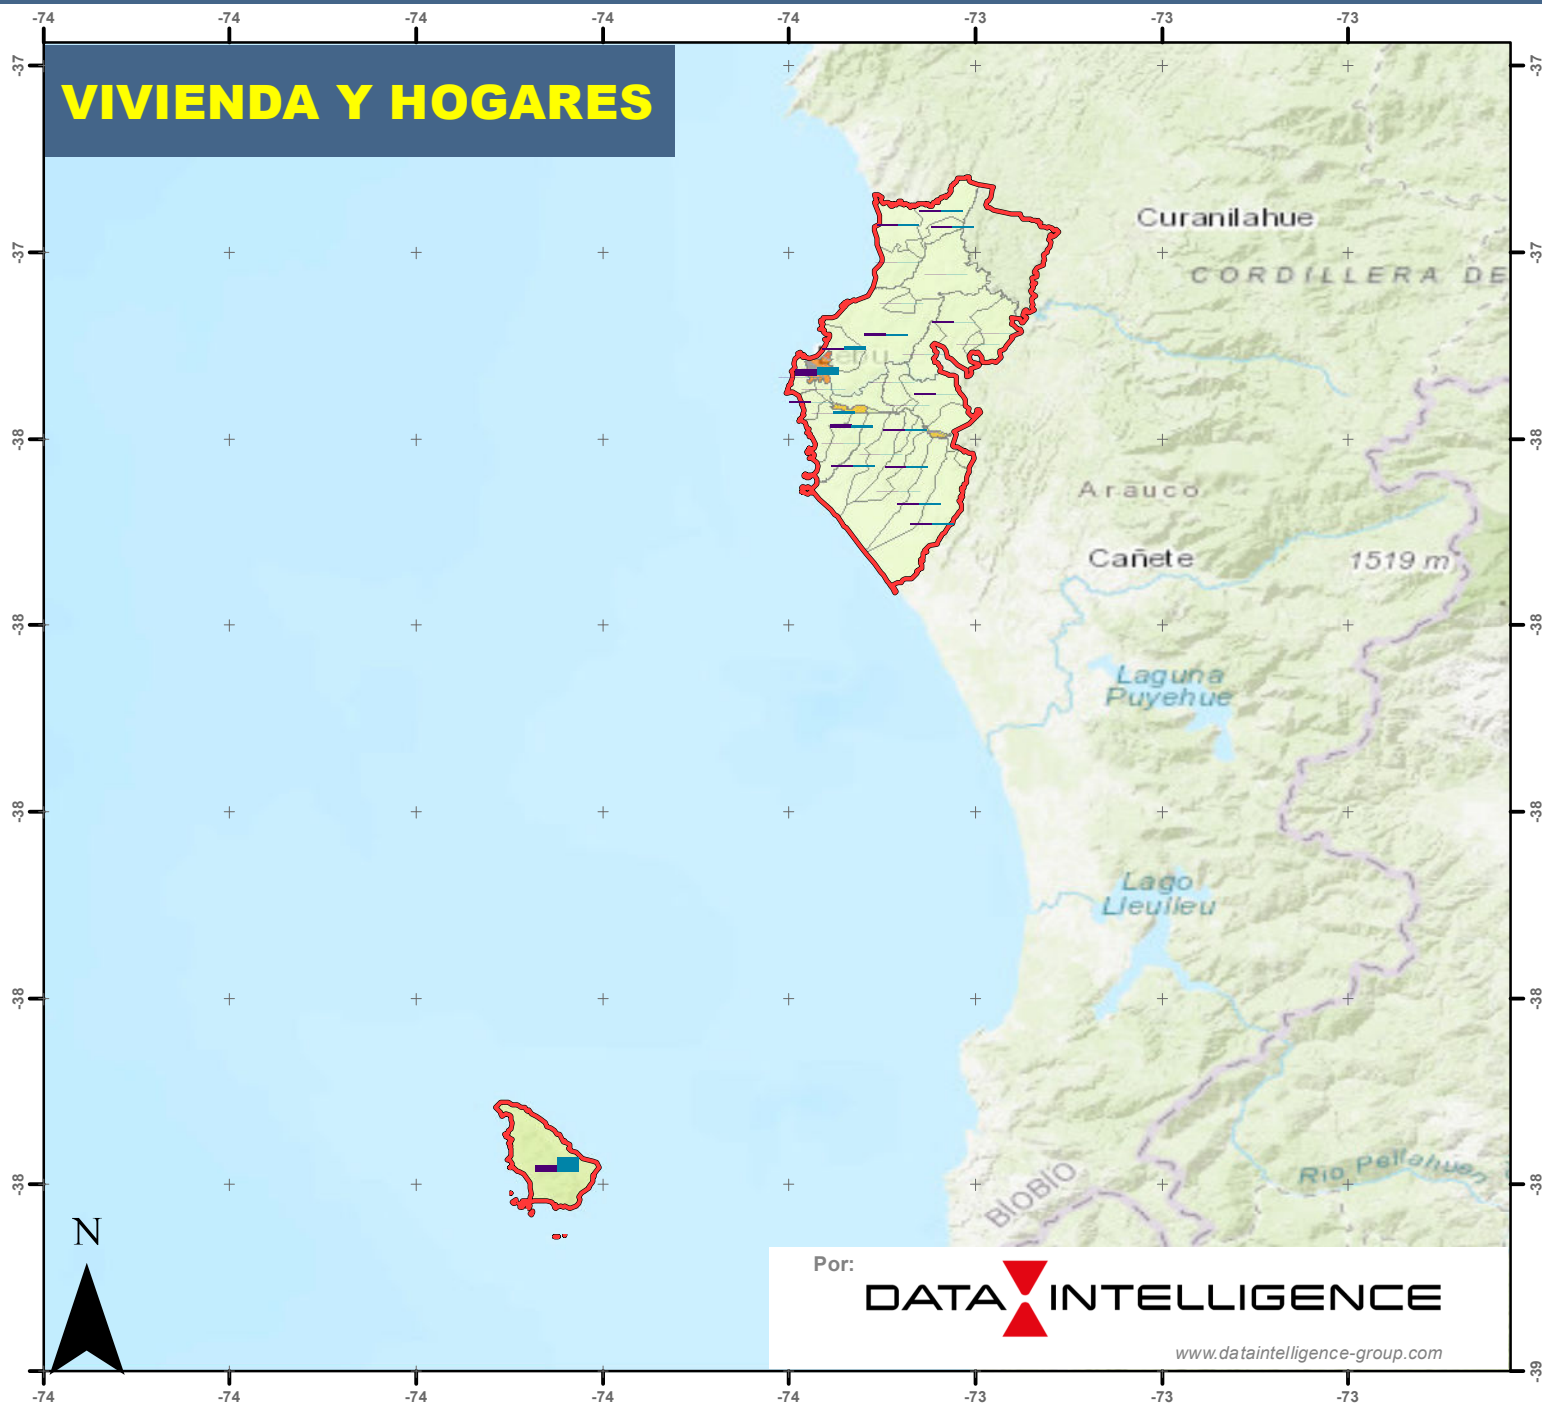 -74 -74 -74 -74 -74 -73 -73 -73
VIVIENDA Y HOGARES
-37 -37
Curanilahue
-37 -37
CORDILLERA DE
-38 -38
Arauco
Cañete
1519 m
-38 -38
Laguna
Puyehue
-38 -38
Lago
Lleulleu
-38 -38
Rio Pellahuen
-38 -38
BIOBÍO
N
Por:
DATA INTELLIGENCE
www.dataintelligence-group.com
-39
-74 -74 -74 -74 -74 -73 -73 -73